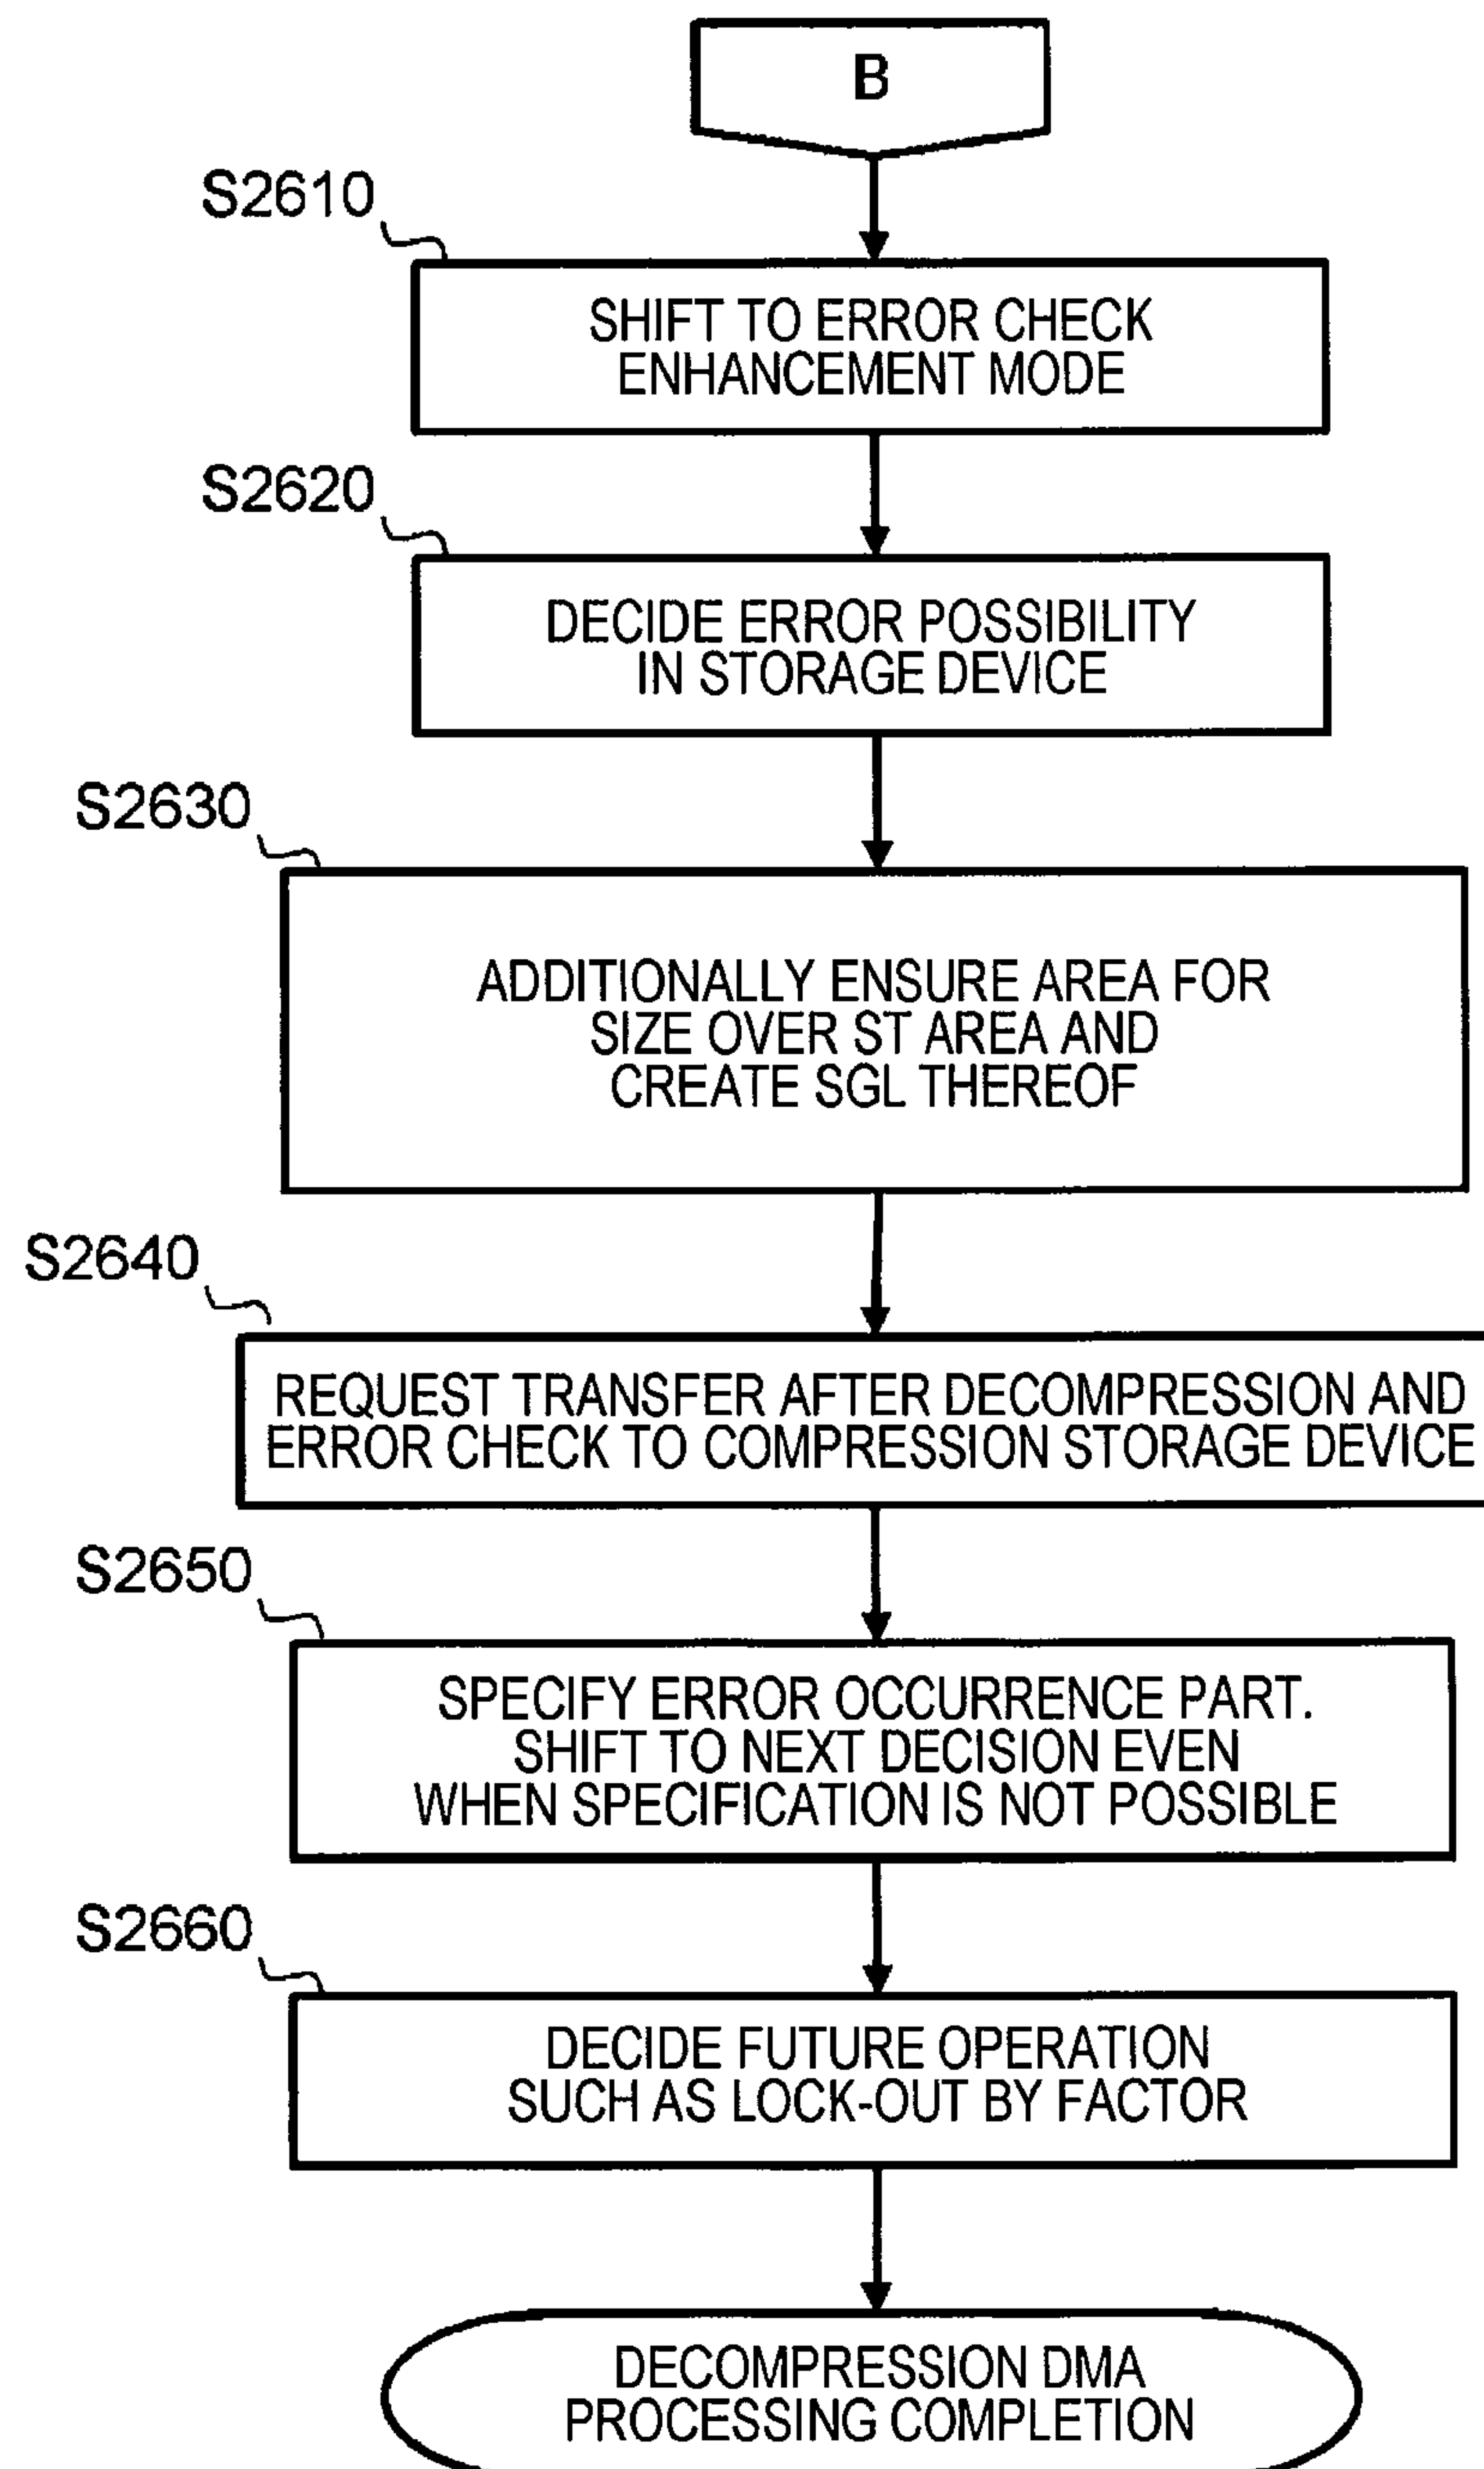 B
S2610
SHIFT TO ERROR CHECK
ENHANCEMENT MODE
S2620
DECIDE ERROR POSSIBILITY
IN STORAGE DEVICE
S2630
ADDITIONALLY ENSURE AREA FOR
SIZE OVER ST AREA AND
CREATE SGL THEREOF
S2640
REQUEST TRANSFER AFTER DECOMPRESSION AND
ERROR CHECK TO COMPRESSION STORAGE DEVICE
S2650
SPECIFY ERROR OCCURRENCE PART.
SHIFT TO NEXT DECISION EVEN
WHEN SPECIFICATION IS NOT POSSIBLE
S2660
DECIDE FUTURE OPERATION
SUCH AS LOCK-OUT BY FACTOR
DECOMPRESSION DMA
PROCESSING COMPLETION